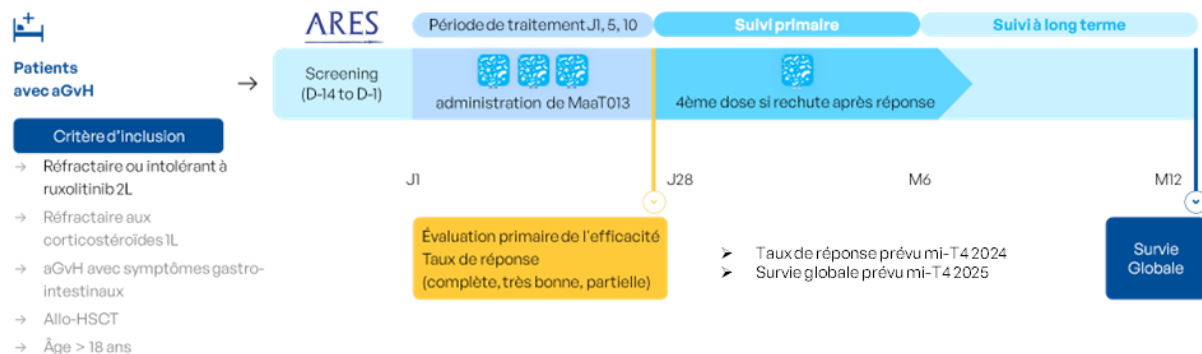 ARES
Période de traitement J1, 5, 10
Suivi primaire
Suivi à long terme
Patients
avec aGvH
Screening
(D-14 to D-1)
administration de MaaT013
4ème dose si rechute après réponse
Critère d'inclusion
→ Réfractaire ou intolérant à
ruxolitinib 2L
→ Réfractaire aux
corticostéroïdes 1L
→ aGvH avec symptômes gastro-
intestinaux
→ Allo-HSCT
→ Âge > 18 ans
J1
J28
M6
M12
Évaluation primaire de l'efficacité
Taux de réponse
(complète, très bonne, partielle)
➤ Taux de réponse prévu mi-T4 2024
➤ Survie globale prévu mi-T4 2025
Survie
Globale